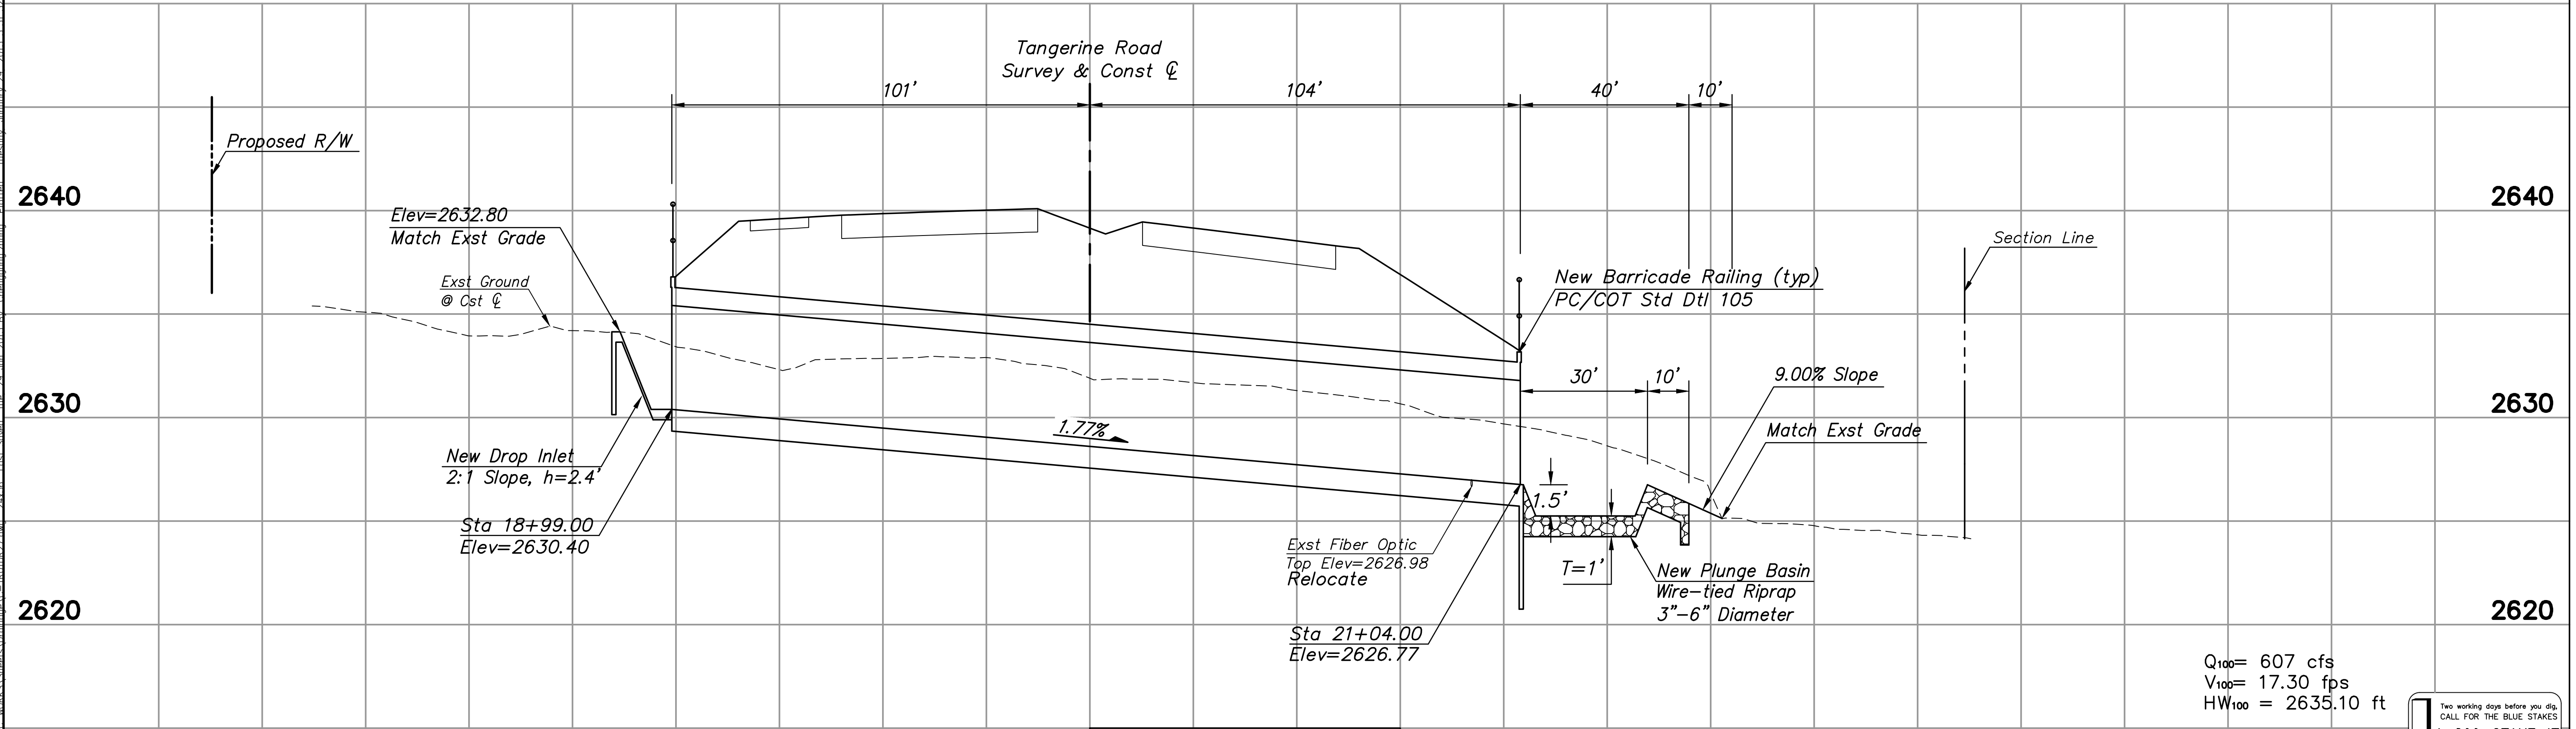 Tangerine Road
Survey & Const ℄
101'
104'
40'
10'
Proposed R/W
2640
2640
Elev=2632.80
Match Exst Grade
Section Line
Exst Ground
@ Cst ℄
New Barricade Railing (typ)
PC/COT Std Dtl 105
30'
10'
9.00% Slope
2630
2630
1.77%
Match Exst Grade
New Drop Inlet
2:1 Slope, h=2.4'
1.5'
Sta 18+99.00
Elev=2630.40
Exst Fiber Optic
Top Elev=2626.98
Relocate
T=1'
New Plunge Basin
Wire-tied Riprap
3"-6" Diameter
2620
2620
Sta 21+04.00
Elev=2626.77
Q100= 607 cfs
V100= 17.30 fps
HW100 = 2635.10 ft
Two working days before you dig,
CALL FOR THE BLUE STAKES